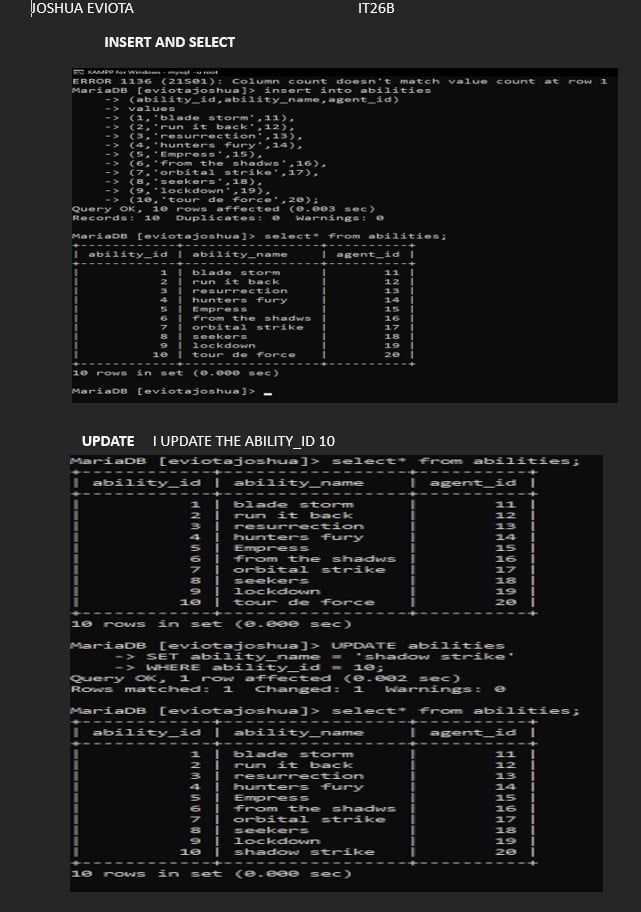 JOSHUA EVIOTA IT26B
INSERT AND SELECT
XAMPP for Windows - mysql -u root
ERROR 1136 (21S01): Column count doesn't match value count at row 1
MariaDB [eviotajoshua]> insert into abilities
-> (ability_id,ability_name,agent_id)
-> values
-> (1,'blade storm',11),
-> (2,'run it back',12),
-> (3,'resurrection',13),
-> (4,'hunters fury',14),
-> (5,'Empress',15),
-> (6,'from the shadws',16),
-> (7,'orbital strike',17),
-> (8,'seekers',18),
-> (9,'lockdown',19),
-> (10,'tour de force',20);
Query OK, 10 rows affected (0.003 sec)
Records: 10 Duplicates: 0 Warnings: 0
MariaDB [eviotajoshua]> select* from abilities;
| ability_id | ability_name | agent_id |
| 1 | blade storm | 11 |
| 2 | run it back | 12 |
| 3 | resurrection | 13 |
| 4 | hunters fury | 14 |
| 5 | Empress | 15 |
| 6 | from the shadws | 16 |
| 7 | orbital strike | 17 |
| 8 | seekers | 18 |
| 9 | lockdown | 19 |
| 10 | tour de force | 20 |
10 rows in set (0.000 sec)
MariaDB [eviotajoshua]> _
UPDATE I UPDATE THE ABILITY_ID 10
MariaDB [eviotajoshua]> select* from abilities;
| ability_id | ability_name | agent_id |
| 1 | blade storm | 11 |
| 2 | run it back | 12 |
| 3 | resurrection | 13 |
| 4 | hunters fury | 14 |
| 5 | Empress | 15 |
| 6 | from the shadws | 16 |
| 7 | orbital strike | 17 |
| 8 | seekers | 18 |
| 9 | lockdown | 19 |
| 10 | tour de force | 20 |
10 rows in set (0.000 sec)
MariaDB [eviotajoshua]> UPDATE abilities
-> SET ability_name = 'shadow strike'
-> WHERE ability_id = 10;
Query OK, 1 row affected (0.002 sec)
Rows matched: 1 Changed: 1 Warnings: 0
MariaDB [eviotajoshua]> select* from abilities;
| ability_id | ability_name | agent_id |
| 1 | blade storm | 11 |
| 2 | run it back | 12 |
| 3 | resurrection | 13 |
| 4 | hunters fury | 14 |
| 5 | Empress | 15 |
| 6 | from the shadws | 16 |
| 7 | orbital strike | 17 |
| 8 | seekers | 18 |
| 9 | lockdown | 19 |
| 10 | shadow strike | 20 |
10 rows in set (0.000 sec)